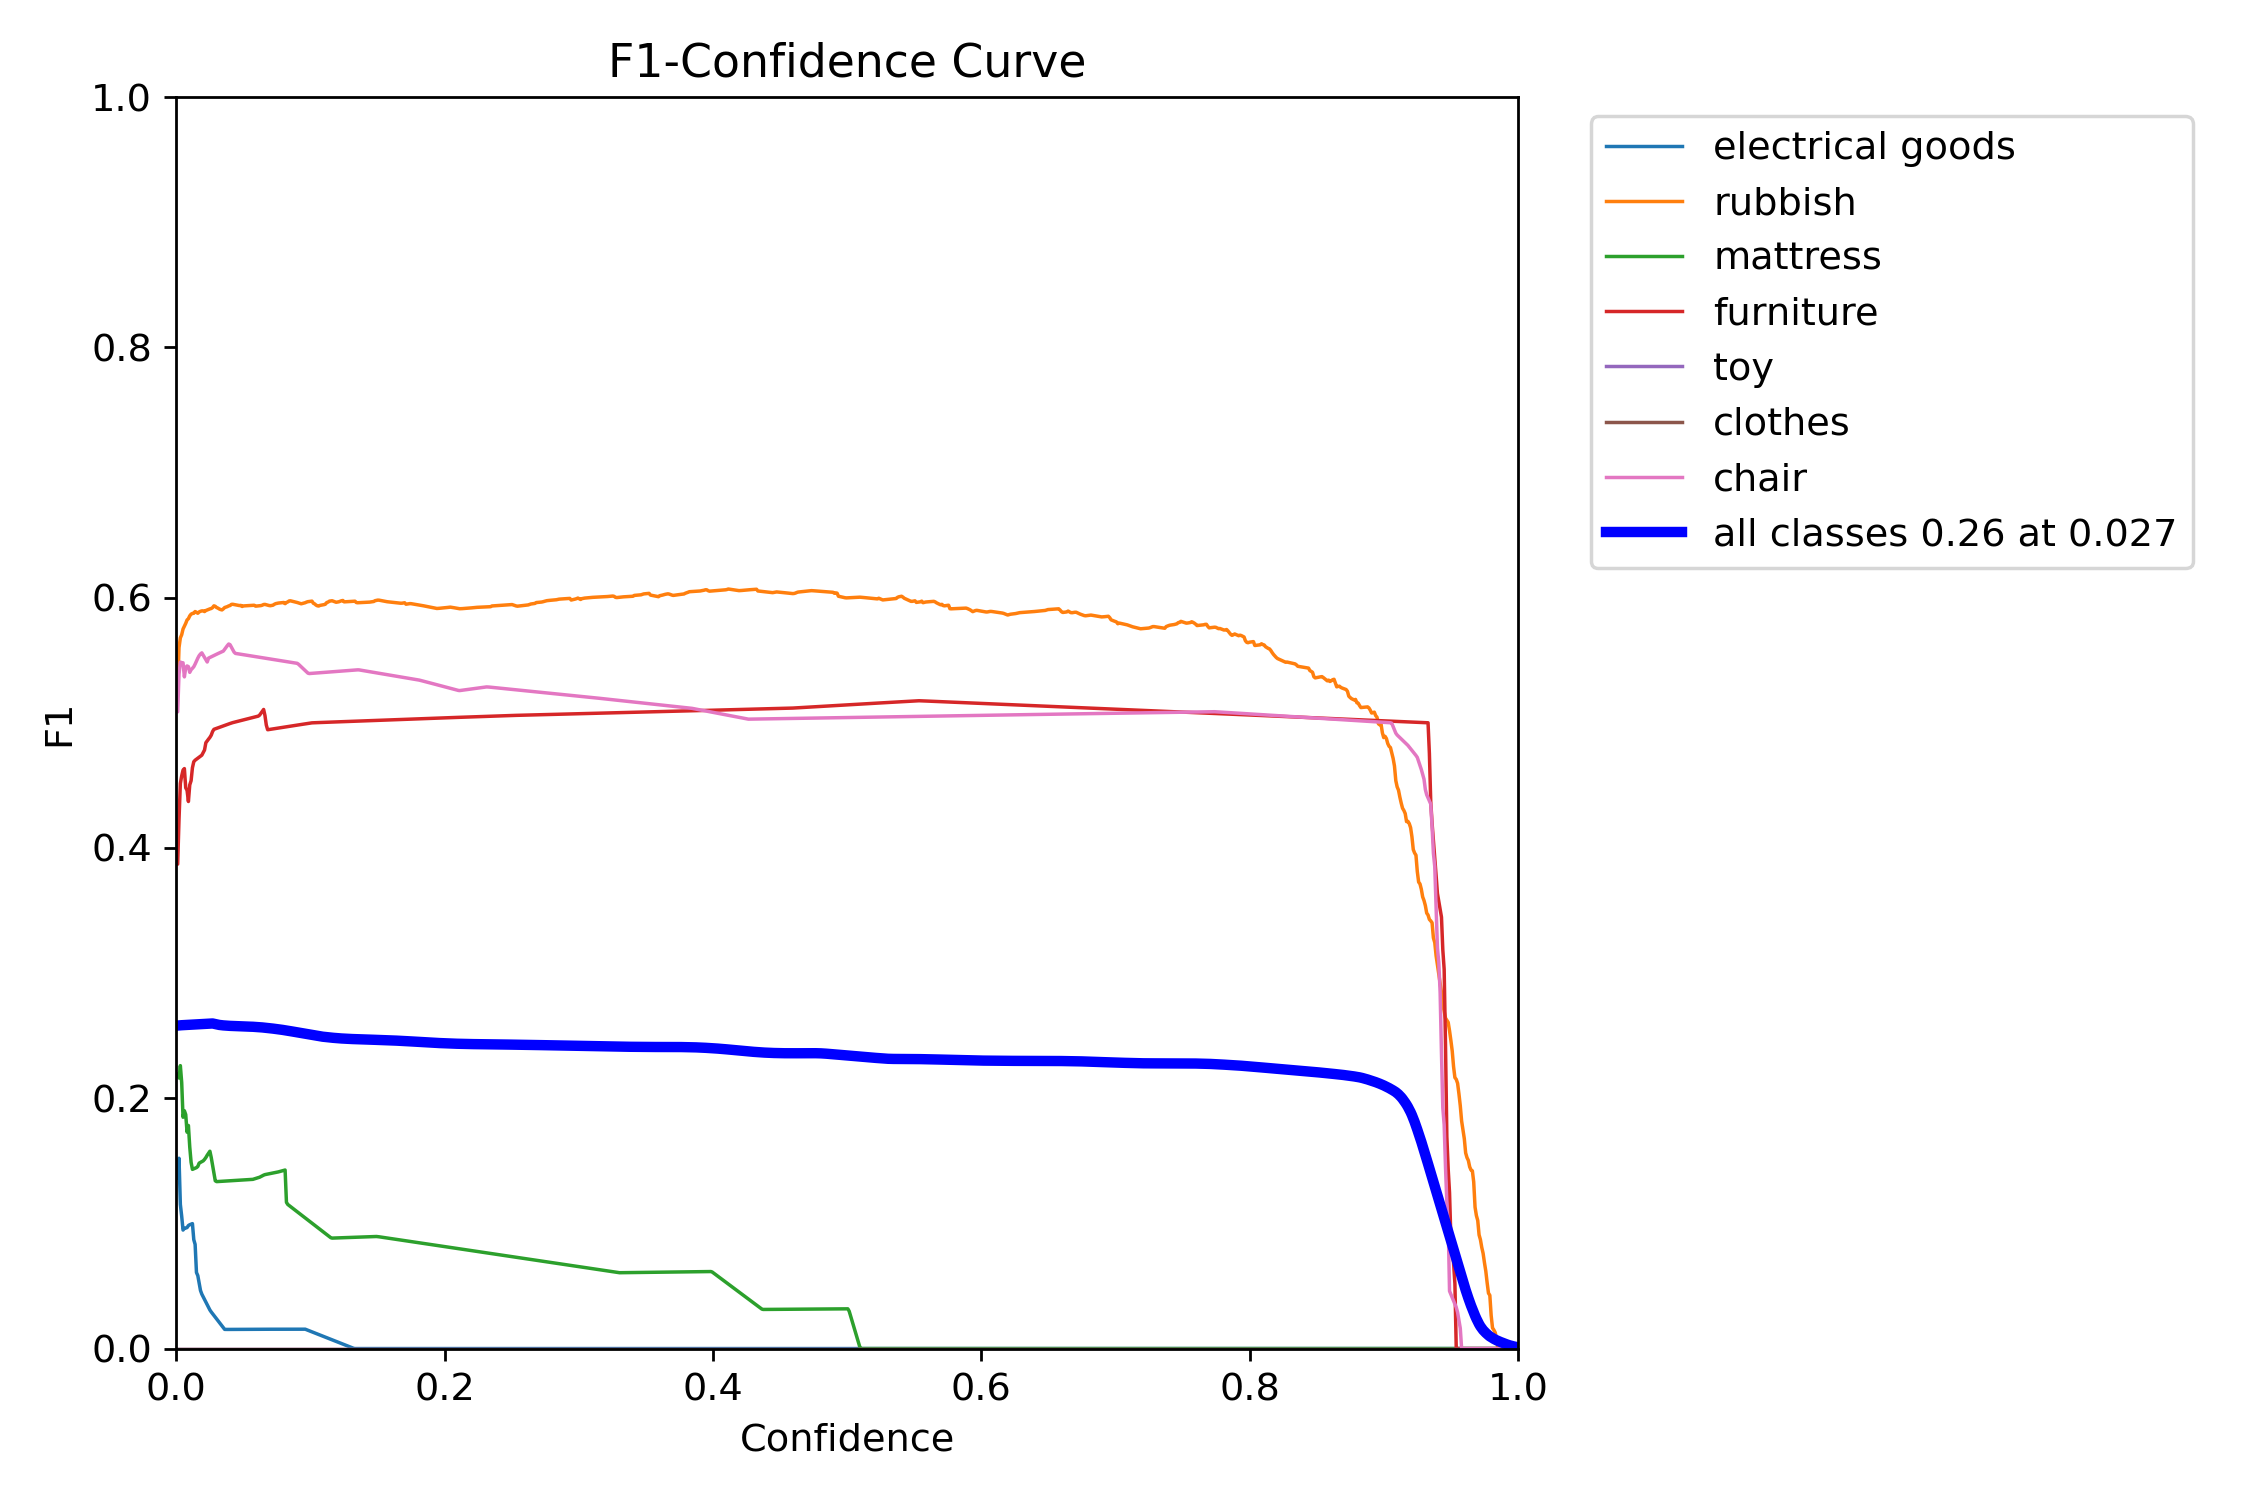 F1-Confidence Curve
1.0
0.8
0.6
0.4
0.2
0.0
F1
0.0 0.2 0.4 0.6 0.8 1.0
Confidence
electrical goods
rubbish
mattress
furniture
toy
clothes
chair
all classes 0.26 at 0.027